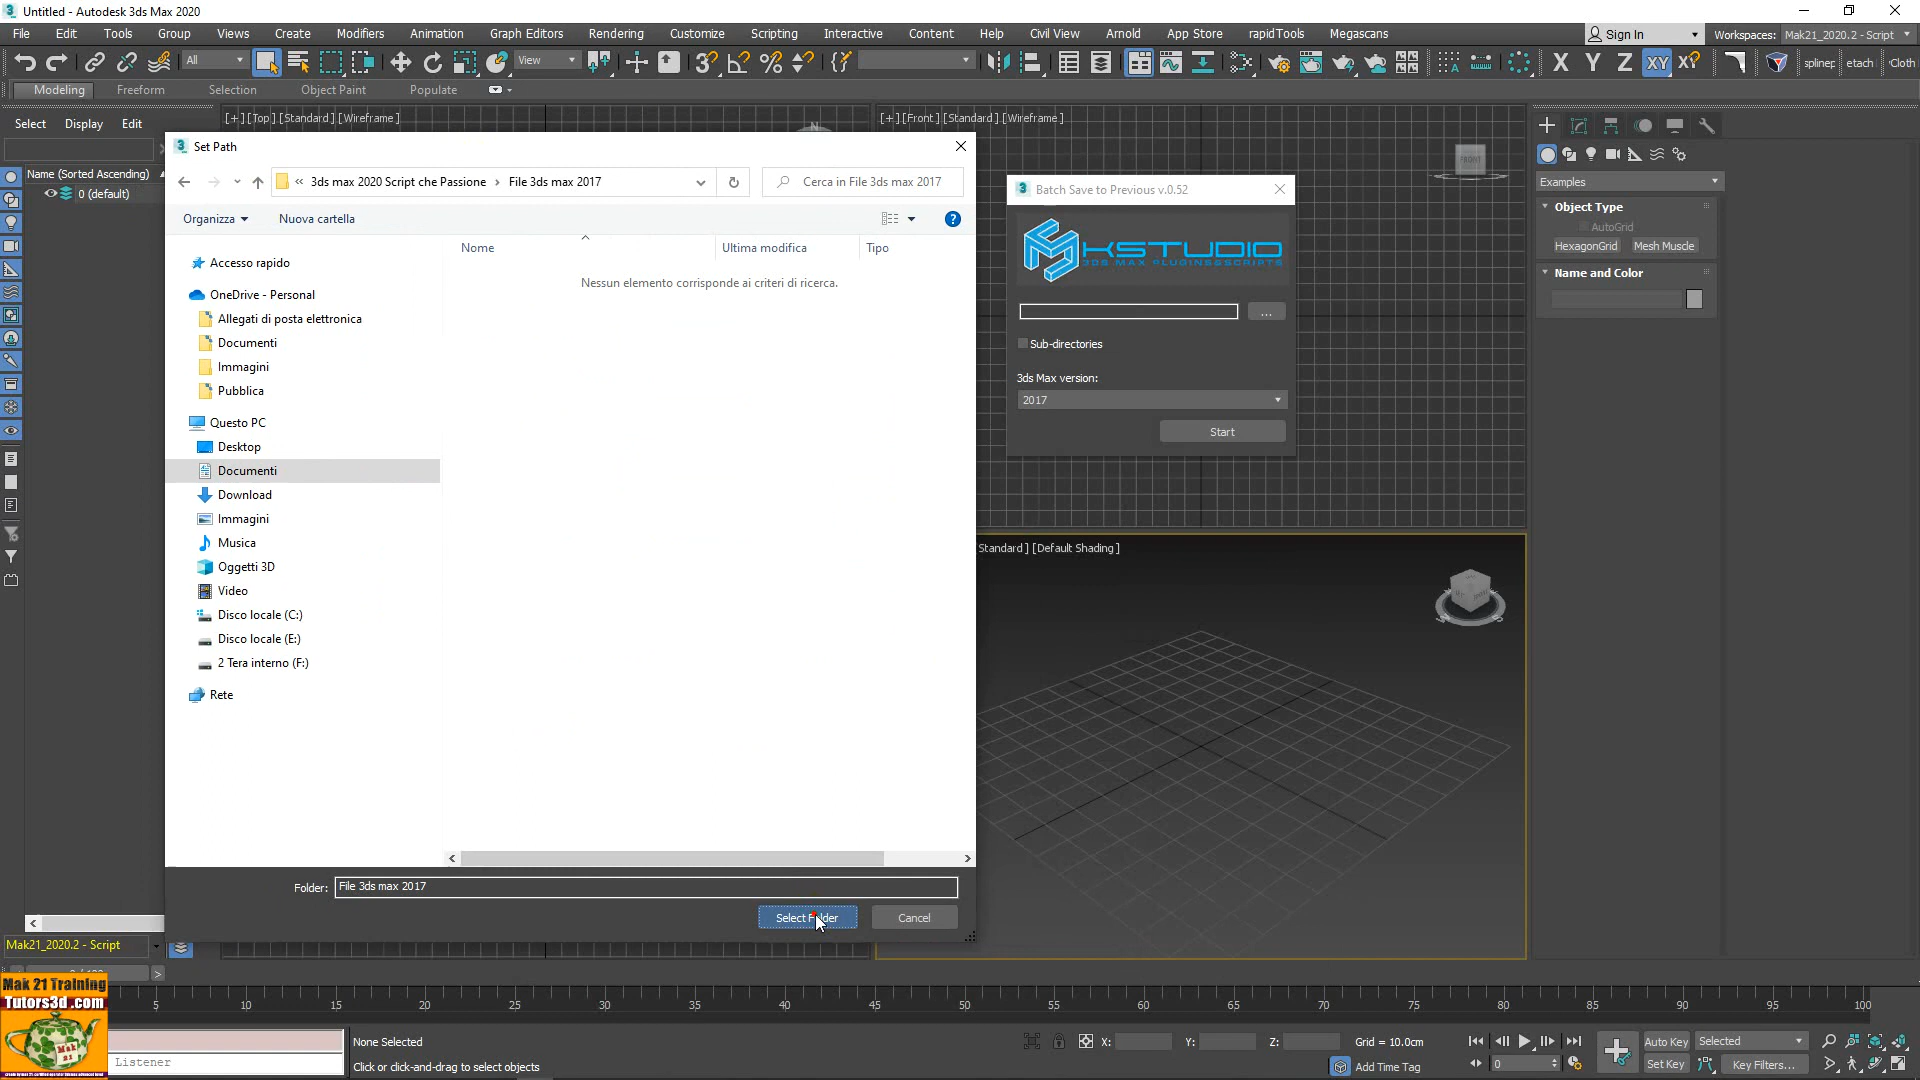 Untitled - Autodesk 3ds Max 2020
File Edit Tools Group Views Create Modifiers Animation Graph Editors Rendering Customize Scripting Interactive Content Help Civil View Arnold App Store rapidTools Megascans
Sign In Workspaces: Mak21_2020.2 - Script
All View X Y Z XY XY splinep etach Cloth
Modeling Freeform Selection Object Paint Populate
Select Display Edit
[+] [Top] [Standard] [Wireframe]
[+] [Front] [Standard] [Wireframe]
Name (Sorted Ascending)
0 (default)
Set Path
3ds max 2020 Script che Passione File 3ds max 2017
Cerca in File 3ds max 2017
Organizza Nuova cartella
Nome Ultima modifica Tipo
Nessun elemento corrisponde ai criteri di ricerca.
Accesso rapido
OneDrive - Personal
Allegati di posta elettronica
Documenti
Immagini
Pubblica
Questo PC
Desktop
Documenti
Download
Immagini
Musica
Oggetti 3D
Video
Disco locale (C:)
Disco locale (E:)
2 Tera interno (F:)
Rete
Folder: File 3ds max 2017
Select Folder Cancel
Batch Save to Previous v.0.52
KSTUDIO
3DS MAX PLUGINS&SCRIPTS
...
Sub-directories
3ds Max version:
2017
Start
FRONT
Standard] [Default Shading]
Examples
Object Type
AutoGrid
HexagonGrid Mesh Muscle
Name and Color
Mak21_2020.2 - Script
5 10 15 20 25 30 35 40 45 50 55 60 65 70 75 80 85 90 95 100
Mak 21 Training
Tutors3d .com
Mak
21
Listener
None Selected
Click or click-and-drag to select objects
X: Y: Z: Grid = 10.0cm
Add Time Tag
0
Auto Key Selected
Set Key Key Filters...